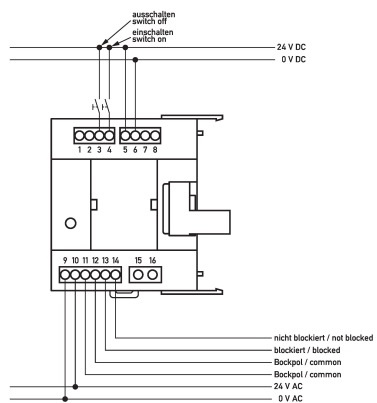 ausschalten
switch off
einschalten
switch on
24 V DC
0 V DC
1 2 3 4 5 6 7 8
9 10 11 12 13 14 15 16
nicht blockiert / not blocked
blockiert / blocked
Bockpol / common
Bockpol / common
24 V AC
0 V AC